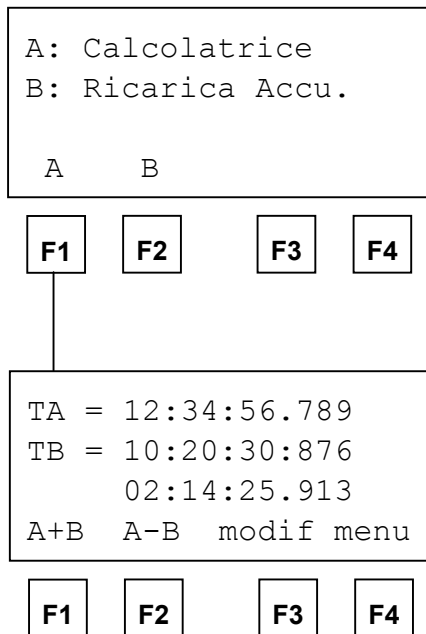 A: Calcolatrice
B: Ricarica Accu.
A B
F1 F2 F3 F4
TA = 12:34:56.789
TB = 10:20:30:876
02:14:25.913
A+B A-B modif menu
F1 F2 F3 F4